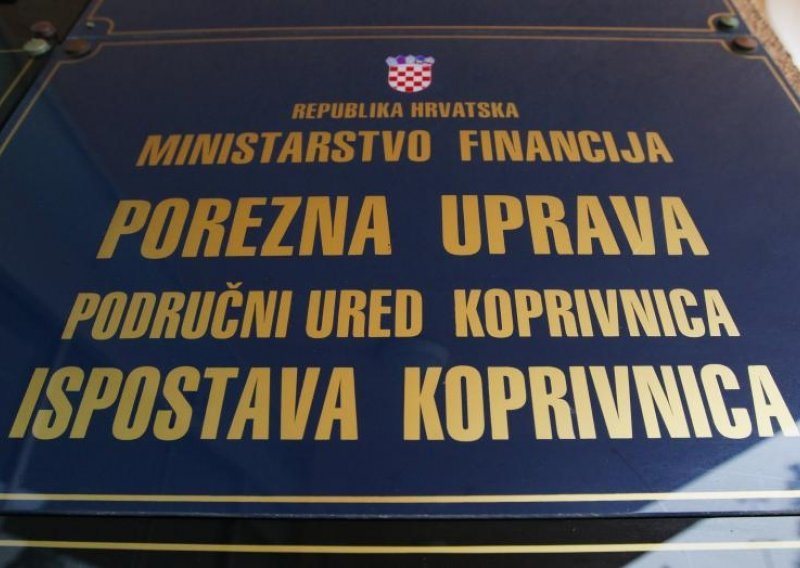 REPUBLIKA HRVATSKA
MINISTARSTVO FINANCIJA
POREZNA UPRAVA
PODRUČNI URED KOPRIVNICA
ISPOSTAVA KOPRIVNICA